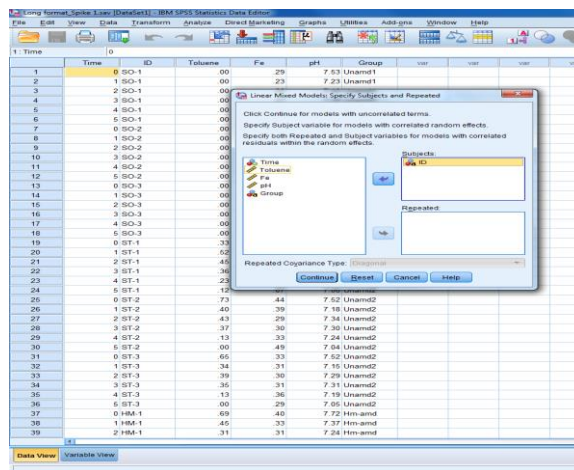 Long format_Spike 1.sav [DataSet1] - IBM SPSS Statistics Data Editor
File Edit View Data Transform Analyze Direct Marketing Graphs Utilities Add-ons Window Help
1 : Time 0
Time ID Toluene Fe pH Group var var var
1 0 SO-1 .00 .29 7.53 Unamd1
2 1 SO-1 .00 .23 7.23 Unamd1
3 2 SO-1 .00
4 3 SO-1 .00
5 4 SO-1 .00
6 5 SO-1 .00
7 0 SO-2 .00
8 1 SO-2 .00
9 2 SO-2 .00
10 3 SO-2 .00
11 4 SO-2 .00
12 5 SO-2 .00
13 0 SO-3 .00
14 1 SO-3 .00
15 2 SO-3 .00
16 3 SO-3 .00
17 4 SO-3 .00
18 5 SO-3 .00
19 0 ST-1 .33
20 1 ST-1 .52
21 2 ST-1 .45
22 3 ST-1 .36
23 4 ST-1 .23
24 5 ST-1 .12
25 0 ST-2 .73 .44 7.52 Unamd2
26 1 ST-2 .40 .39 7.18 Unamd2
27 2 ST-2 .43 .29 7.34 Unamd2
28 3 ST-2 .37 .30 7.30 Unamd2
29 4 ST-2 .13 .33 7.24 Unamd2
30 5 ST-2 .00 .49 7.04 Unamd2
31 0 ST-3 .65 .33 7.52 Unamd2
32 1 ST-3 .34 .31 7.15 Unamd2
33 2 ST-3 .39 .30 7.29 Unamd2
34 3 ST-3 .35 .31 7.31 Unamd2
35 4 ST-3 .13 .36 7.19 Unamd2
36 5 ST-3 .00 .29 7.05 Unamd2
37 0 HM-1 .69 .40 7.72 Hm-amd
38 1 HM-1 .45 .33 7.37 Hm-amd
39 2 HM-1 .31 .31 7.24 Hm-amd
Linear Mixed Models: Specify Subjects and Repeated
Click Continue for models with uncorrelated terms.
Specify Subject variable for models with correlated random effects.
Specify both Repeated and Subject variables for models with correlated
residuals within the random effects.
Subjects:
Time
Toluene
Fe
pH
Group
ID
Repeated:
Repeated Covariance Type: Diagonal
Continue Reset Cancel Help
Data View Variable View